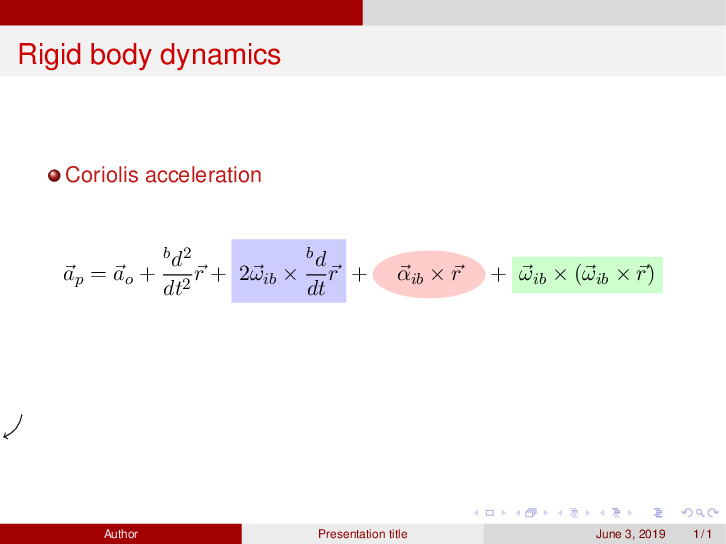 Rigid body dynamics
Coriolis acceleration
$\vec{a}_p = \vec{a}_o + \frac{{}^b d^2}{dt^2}\vec{r} + 2\vec{\omega}_{ib} \times \frac{{}^b d}{dt}\vec{r} + \vec{\alpha}_{ib} \times \vec{r} + \vec{\omega}_{ib} \times (\vec{\omega}_{ib} \times \vec{r})$
Author Presentation title June 3, 2019 1 / 1